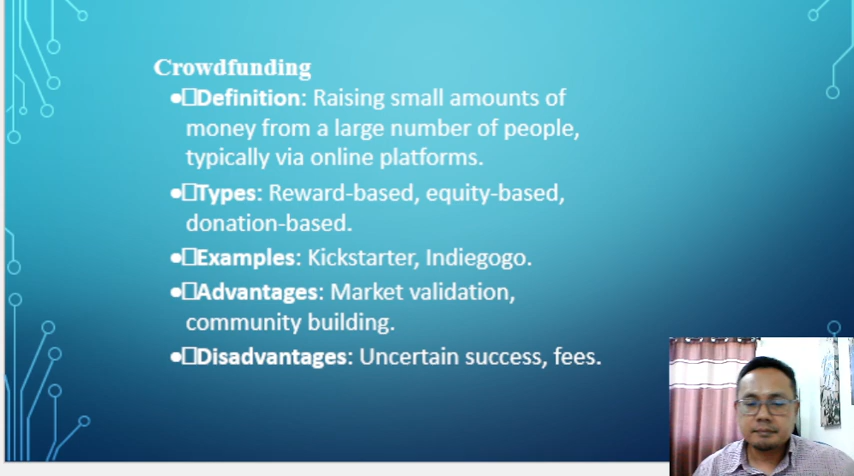 Crowdfunding
•Definition: Raising small amounts of
money from a large number of people,
typically via online platforms.
•Types: Reward-based, equity-based,
donation-based.
•Examples: Kickstarter, Indiegogo.
•Advantages: Market validation,
community building.
•Disadvantages: Uncertain success, fees.